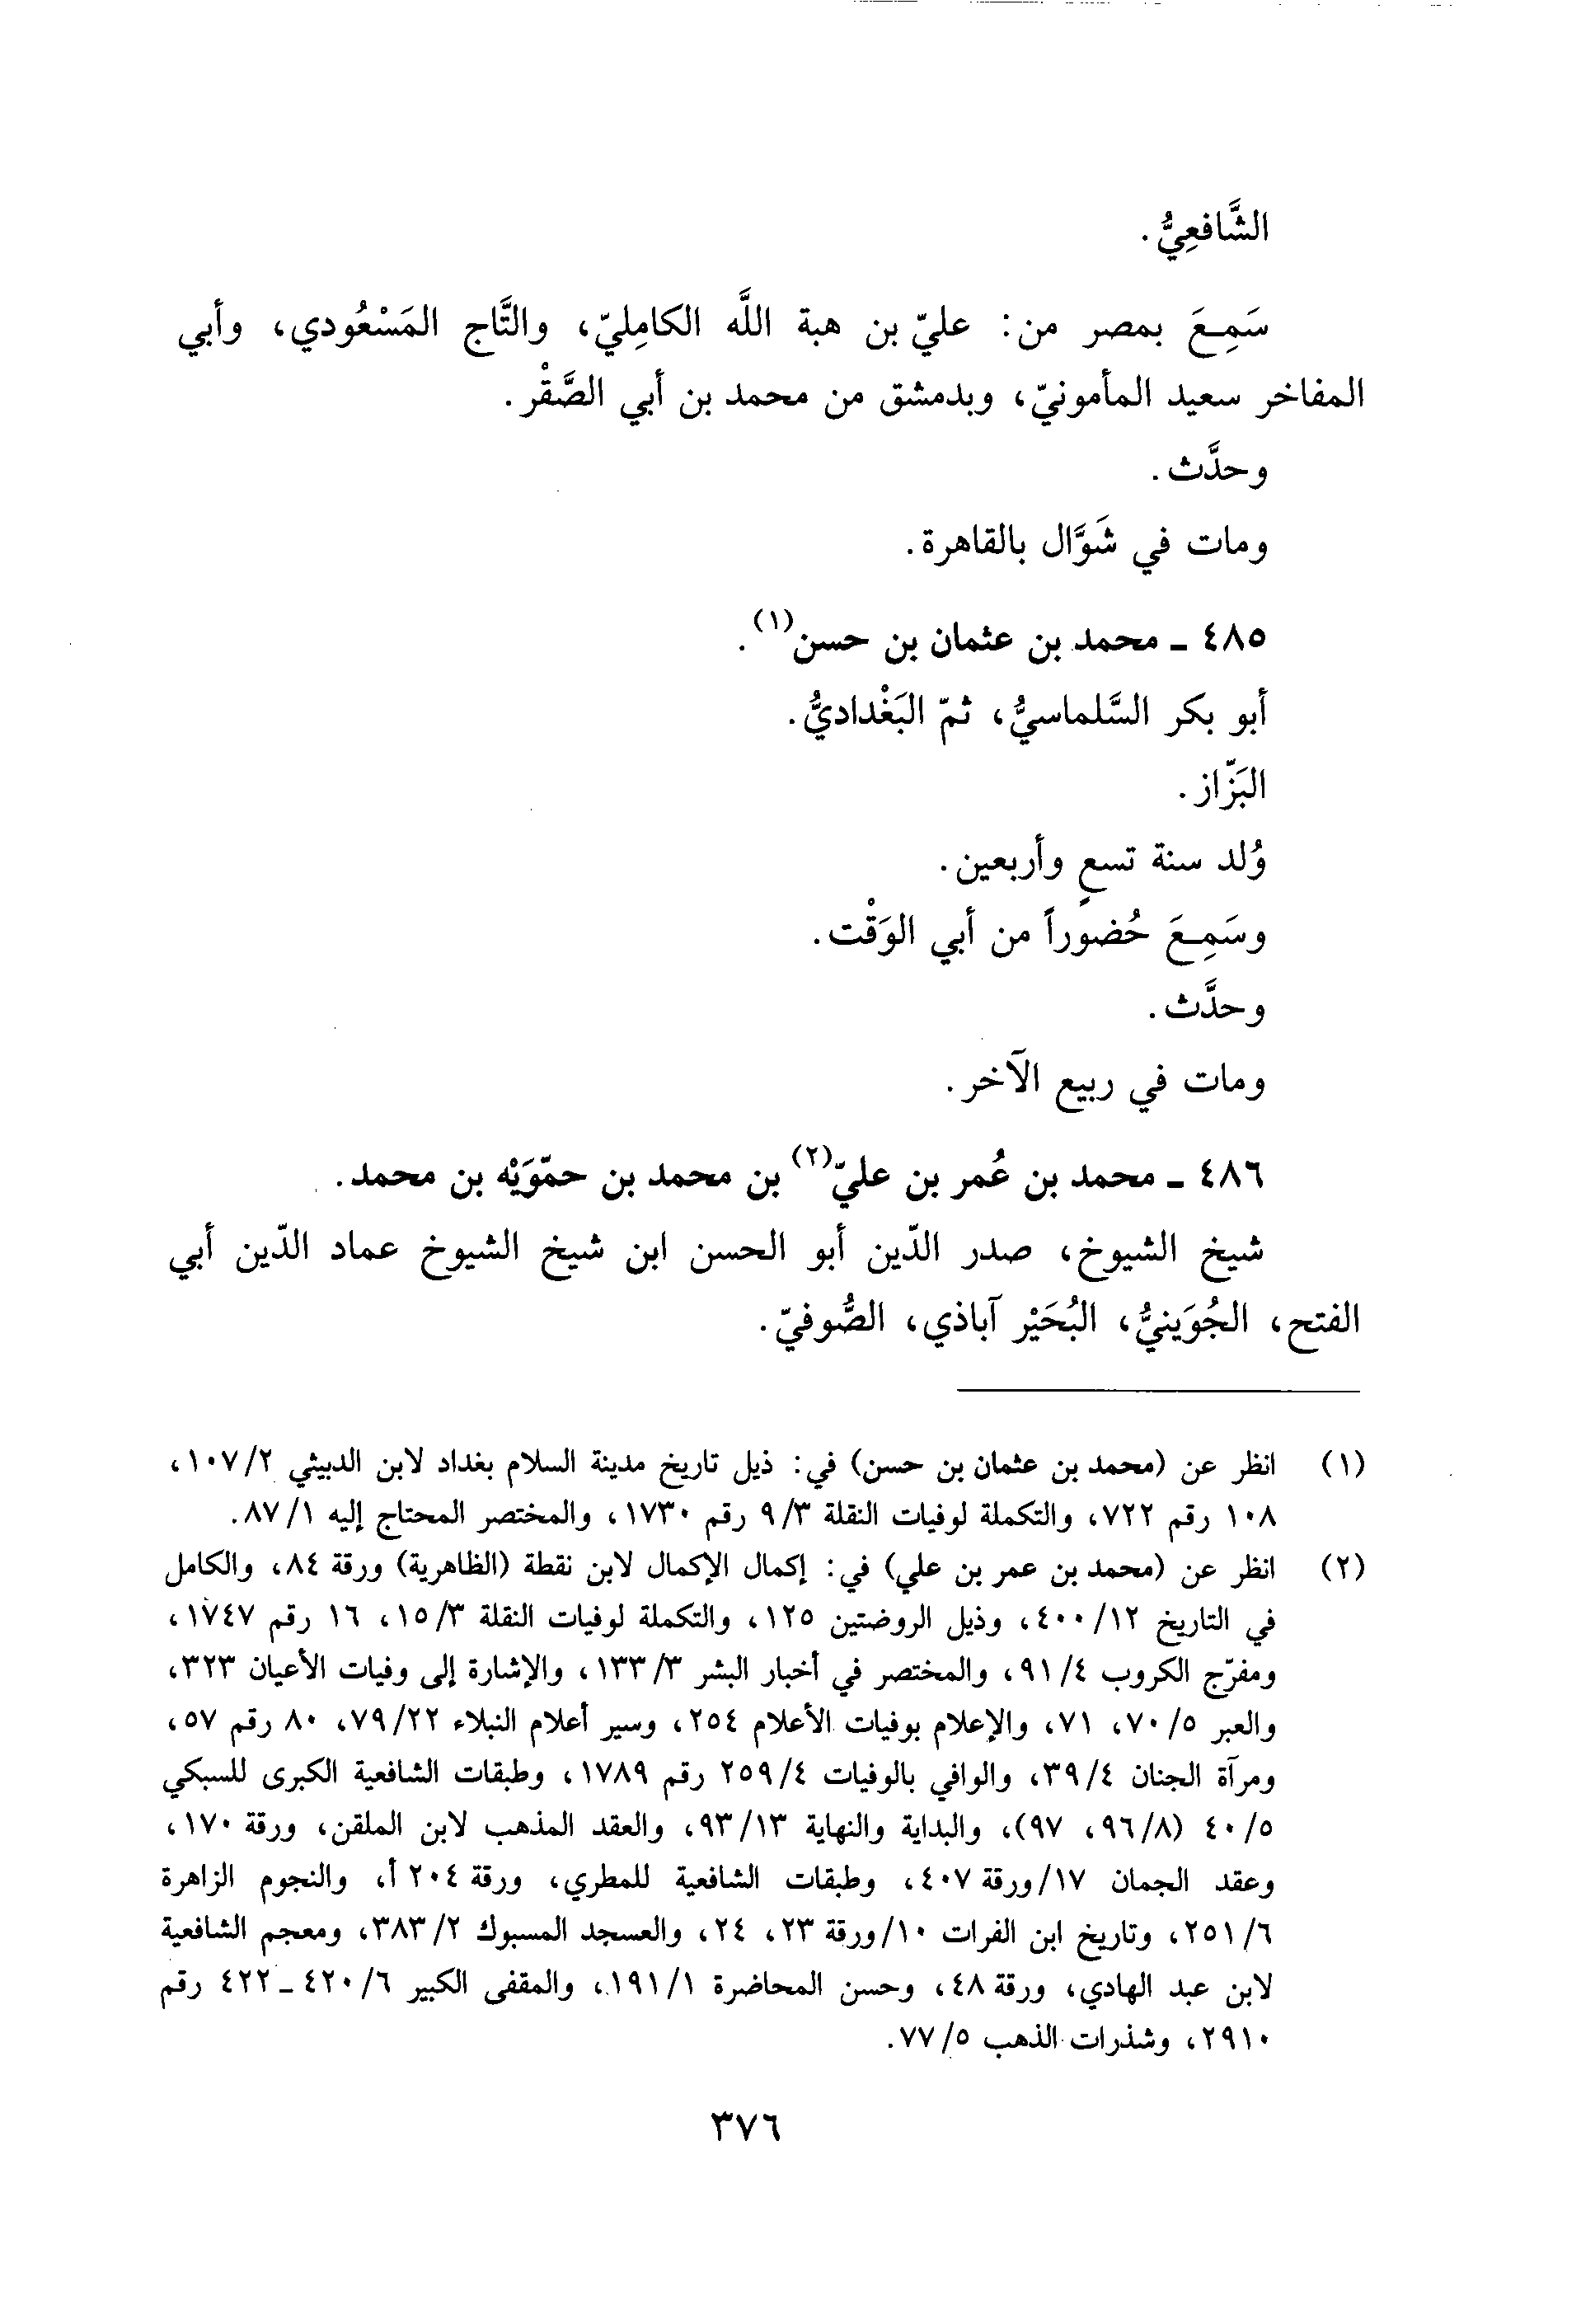 الشَّافعِيُّ.
سَمِعَ بمصر من: عليّ بن هبة اللَّه الكامِليّ، والتَّاج المَسْعُودي، وأبي
المفاخر سعيد المأمونيّ، وبدمشق من محمد بن أبي الصَّقْر.
وحدَّث.
ومات في شَوَّال بالقاهرة.
٤٨٥ ـ محمد بن عثمان بن حسن(١).
أبو بكر السَّلماسيُّ، ثمّ البَغْداديُّ.
البَزّاز.
وُلد سنة تسعٍ وأربعين.
وسَمِعَ حُضوراً من أبي الوَقْت.
وحدَّث.
ومات في ربيع الآخر.
٤٨٦ ـ محمد بن عُمر بن عليّ(٢) بن محمد بن حمّوَيْه بن محمد.
شيخ الشيوخ، صدر الدّين أبو الحسن ابن شيخ الشيوخ عماد الدّين أبي
الفتح، الجُوَينيُّ، البُحَيْر آباذي، الصُّوفيّ.
(١) انظر عن (محمد بن عثمان بن حسن) في: ذيل تاريخ مدينة السلام بغداد لابن الدبيثي ٢/١٠٧،
١٠٨ رقم ٧٢٢، والتكملة لوفيات النقلة ٣/٩ رقم ١٧٣٠، والمختصر المحتاج إليه ١/٨٧.
(٢) انظر عن (محمد بن عمر بن علي) في: إكمال الإكمال لابن نقطة (الظاهرية) ورقة ٨٤، والكامل
في التاريخ ١٢/٤٠٠، وذيل الروضتين ١٢٥، والتكملة لوفيات النقلة ٣/١٥، ١٦ رقم ١٧٤٧،
ومفرّج الكروب ٤/٩١، والمختصر في أخبار البشر ٣/١٣٣، والإشارة إلى وفيات الأعيان ٣٢٣،
والعبر ٥/٧٠، ٧١، والإعلام بوفيات الأعلام ٢٥٤، وسير أعلام النبلاء ٢٢/٧٩، ٨٠ رقم ٥٧،
ومرآة الجنان ٤/٣٩، والوافي بالوفيات ٤/٢٥٩ رقم ١٧٨٩، وطبقات الشافعية الكبرى للسبكي
٥/٤٠ (٨/٩٦، ٩٧)، والبداية والنهاية ١٣/٩٣، والعقد المذهب لابن الملقن، ورقة ١٧٠،
وعقد الجمان ١٧/ورقة ٤٠٧، وطبقات الشافعية للمطري، ورقة ٢٠٤ أ، والنجوم الزاهرة
٦/٢٥١، وتاريخ ابن الفرات ١٠/ورقة ٢٣، ٢٤، والعسجد المسبوك ٢/٣٨٣، ومعجم الشافعية
لابن عبد الهادي، ورقة ٤٨، وحسن المحاضرة ١/١٩١، والمقفى الكبير ٦/٤٢٠ ـ ٤٢٢ رقم
٢٩١٠، وشذرات الذهب ٥/٧٧.
٣٧٦